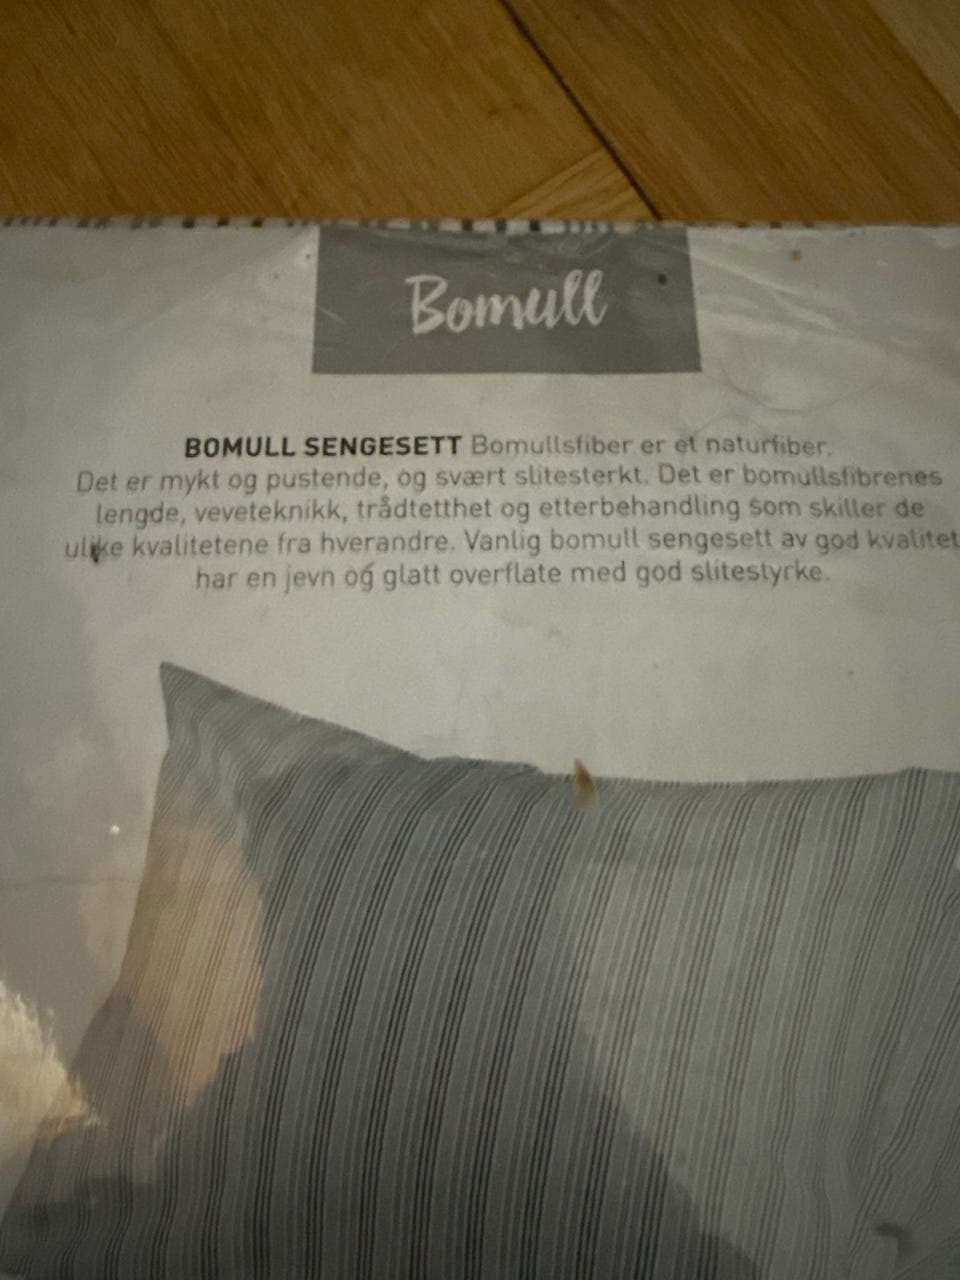 Bomull
BOMULL SENGESETT Bomullsfiber er et naturfiber.
Det er mykt og pustende, og svært slitesterkt. Det er bomullsfibrenes
lengde, veveteknikk, trådtetthet og etterbehandling som skiller de
ulike kvalitetene fra hverandre. Vanlig bomull sengesett av god kvalitet
har en jevn og glatt overflate med god slitestyrke.